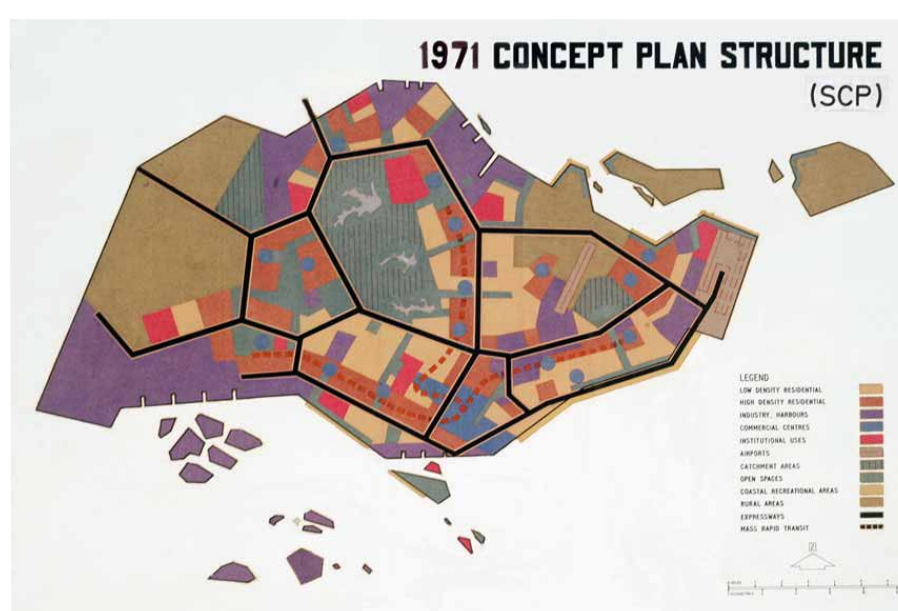 1971 CONCEPT PLAN STRUCTURE
(SCP)
LEGEND
LOW DENSITY RESIDENTIAL
HIGH DENSITY RESIDENTIAL
INDUSTRY, HARBOURS
COMMERCIAL CENTRES
INSTITUTIONAL USES
AIRPORTS
CATCHMENT AREAS
OPEN SPACES
COASTAL RECREATIONAL AREAS
RURAL AREAS
EXPRESSWAYS
MASS RAPID TRANSIT